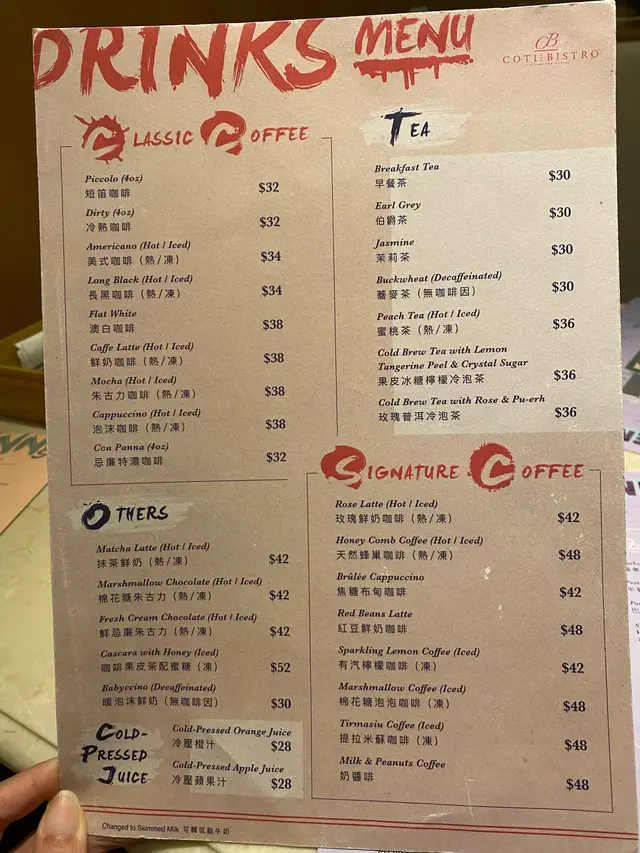 DRINKS MENU
CB
COTI BISTRO
CLASSIC COFFEE
Piccolo (4oz)
短笛咖啡 $32
Dirty (4oz)
冷熱咖啡 $32
Americano (Hot / Iced)
美式咖啡（熱/凍） $34
Long Black (Hot / Iced)
長黑咖啡（熱/凍） $34
Flat White
澳白咖啡 $38
Caffe Latte (Hot / Iced)
鮮奶咖啡（熱/凍） $38
Mocha (Hot / Iced)
朱古力咖啡（熱/凍） $38
Cappuccino (Hot / Iced)
泡沫咖啡（熱/凍） $38
Con Panna (4oz)
忌廉特濃咖啡 $32
TEA
Breakfast Tea
早餐茶 $30
Earl Grey
伯爵茶 $30
Jasmine
茉莉茶 $30
Buckwheat (Decaffeinated)
蕎麥茶（無咖啡因） $30
Peach Tea (Hot / Iced)
蜜桃茶（熱/凍） $36
Cold Brew Tea with Lemon
Tangerine Peel & Crystal Sugar
果皮冰糖檸檬冷泡茶 $36
Cold Brew Tea with Rose & Pu-erh
玫瑰普洱冷泡茶 $36
OTHERS
Matcha Latte (Hot / Iced)
抹茶鮮奶（熱/凍） $42
Marshmallow Chocolate (Hot / Iced)
棉花糖朱古力（熱/凍） $42
Fresh Cream Chocolate (Hot / Iced)
鮮忌廉朱古力（熱/凍） $42
Cascara with Honey (Iced)
咖啡果皮茶配蜜糖（凍） $52
Babyccino (Decaffeinated)
暖泡沫鮮奶（無咖啡因） $30
SIGNATURE COFFEE
Rose Latte (Hot / Iced)
玫瑰鮮奶咖啡（熱/凍） $42
Honey Comb Coffee (Hot / Iced)
天然蜂巢咖啡（熱/凍） $48
Brûlée Cappuccino
焦糖布甸咖啡 $42
Red Beans Latte
紅豆鮮奶咖啡 $48
Sparkling Lemon Coffee (Iced)
有汽檸檬咖啡（凍） $42
Marshmallow Coffee (Iced)
棉花糖泡泡咖啡（凍） $48
Tirmasiu Coffee (Iced)
提拉米蘇咖啡（凍） $48
Milk & Peanuts Coffee
奶醬啡 $48
COLD-
PRESSED
JUICE
Cold-Pressed Orange Juice
冷壓橙汁 $28
Cold-Pressed Apple Juice
冷壓蘋果汁 $28
Changed to Skimmed Milk 可轉低脂牛奶